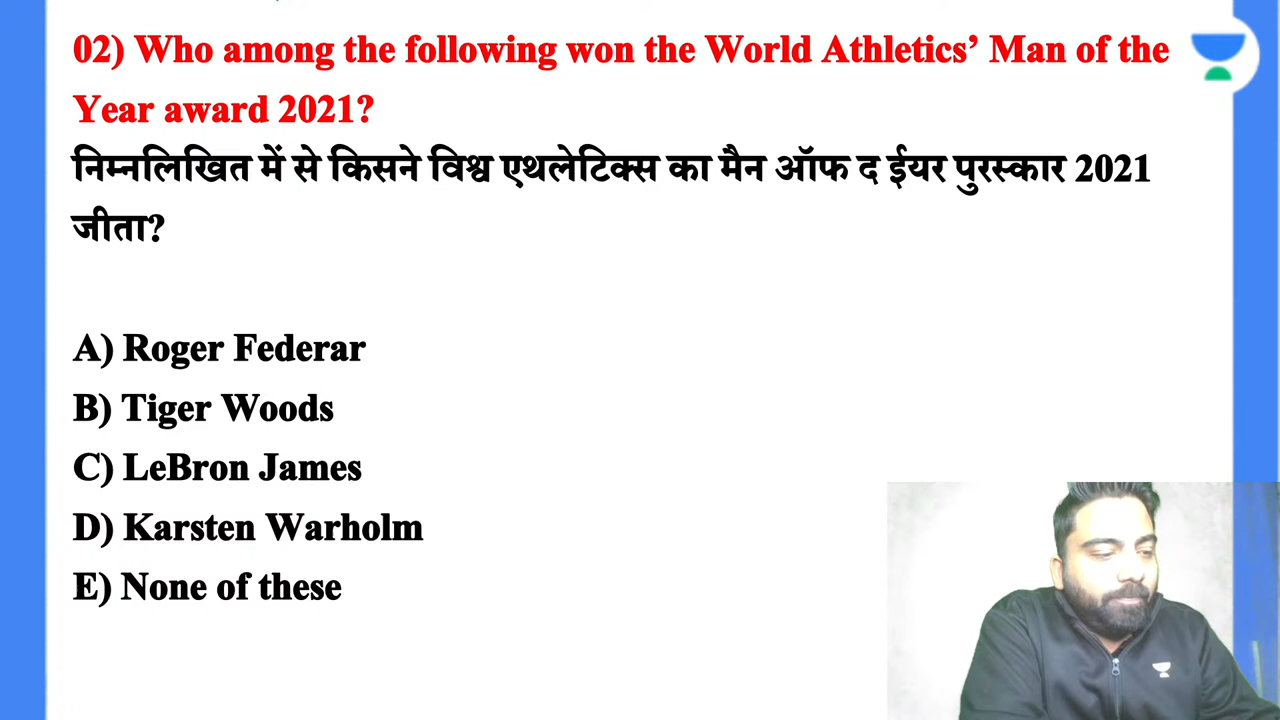 02) Who among the following won the World Athletics’ Man of the
Year award 2021?
निम्नलिखित में से किसने विश्व एथलेटिक्स का मैन ऑफ द ईयर पुरस्कार 2021
जीता?
A) Roger Federar
B) Tiger Woods
C) LeBron James
D) Karsten Warholm
E) None of these